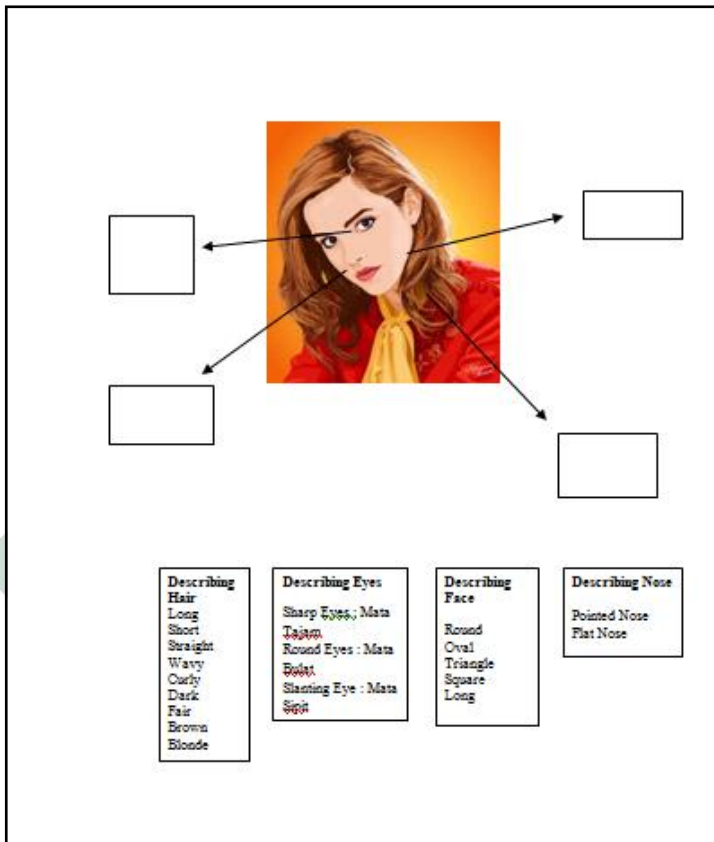 Describing
Hair
Long
Short
Straight
Wavy
Curly
Dark
Fair
Brown
Blonde
Describing Eyes
Sharp Eyes : Mata
Tajam
Round Eyes : Mata
Bulat
Slanting Eye : Mata
Sipit
Describing
Face
Round
Oval
Triangle
Square
Long
Describing Nose
Pointed Nose
Flat Nose